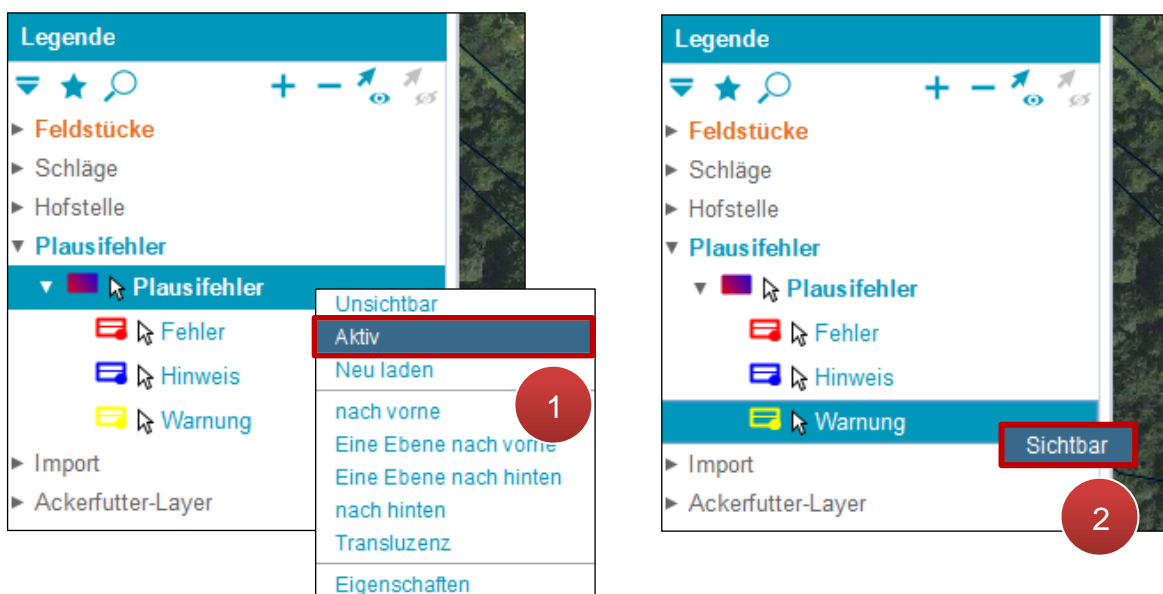 Legende
Feldstücke
Schläge
Hofstelle
Plausifehler
Plausifehler
Fehler
Hinweis
Warnung
Import
Ackerfutter-Layer
Unsichtbar
Aktiv
Neu laden
nach vorne
Eine Ebene nach vorne
Eine Ebene nach hinten
nach hinten
Transluzenz
Eigenschaften
1
Legende
Feldstücke
Schläge
Hofstelle
Plausifehler
Plausifehler
Fehler
Hinweis
Warnung
Sichtbar
Import
Ackerfutter-Layer
2